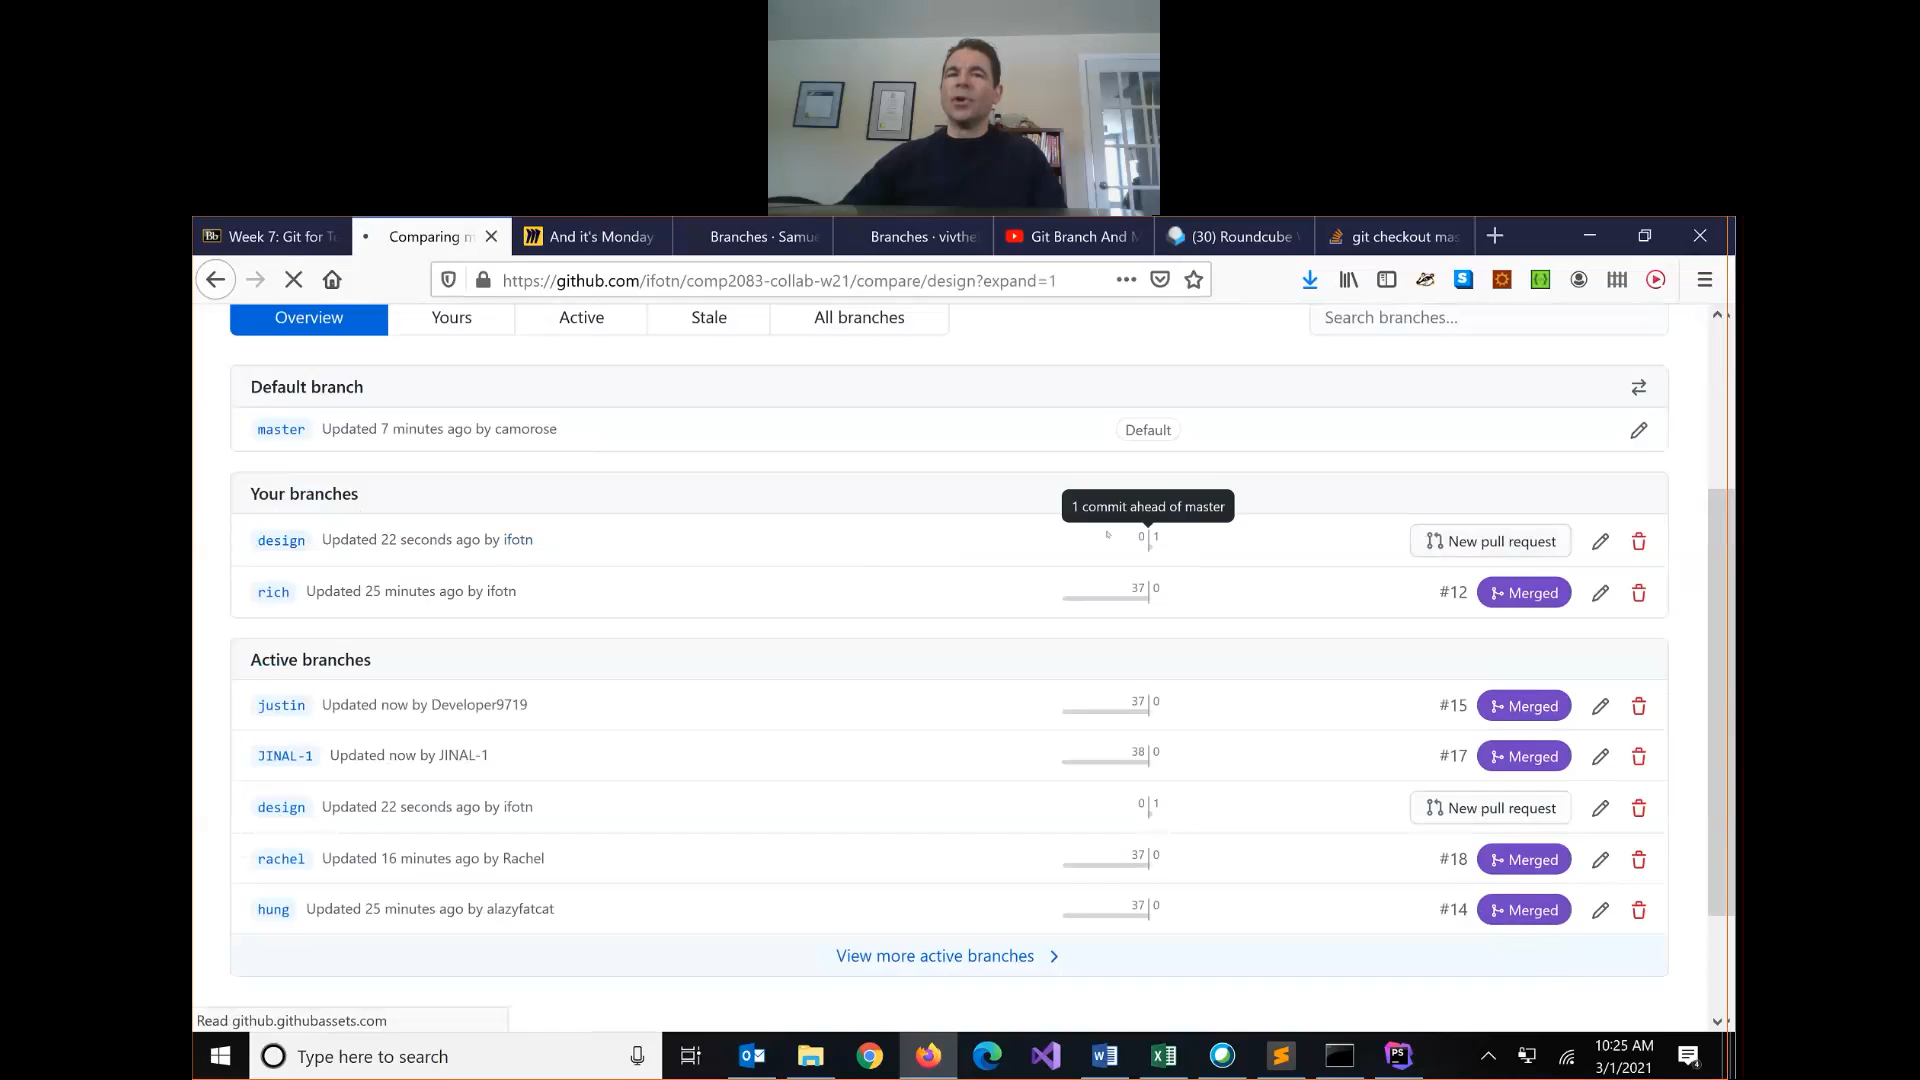 Bb Week 7: Git for Tu
Comparing m
And it's Monday
Branches · Samue
Branches · vivthe
Git Branch And M
(30) Roundcube
git checkout mas
https://github.com/ifotn/comp2083-collab-w21/compare/design?expand=1
Overview
Yours
Active
Stale
All branches
Search branches...
Default branch
master Updated 7 minutes ago by camorose
Default
Your branches
1 commit ahead of master
design Updated 22 seconds ago by ifotn
0 1
New pull request
rich Updated 25 minutes ago by ifotn
37 0
#12 Merged
Active branches
justin Updated now by Developer9719
37 0
#15 Merged
JINAL-1 Updated now by JINAL-1
38 0
#17 Merged
design Updated 22 seconds ago by ifotn
0 1
New pull request
rachel Updated 16 minutes ago by Rachel
37 0
#18 Merged
hung Updated 25 minutes ago by alazyfatcat
37 0
#14 Merged
View more active branches
Read github.githubassets.com
Type here to search
10:25 AM
3/1/2021